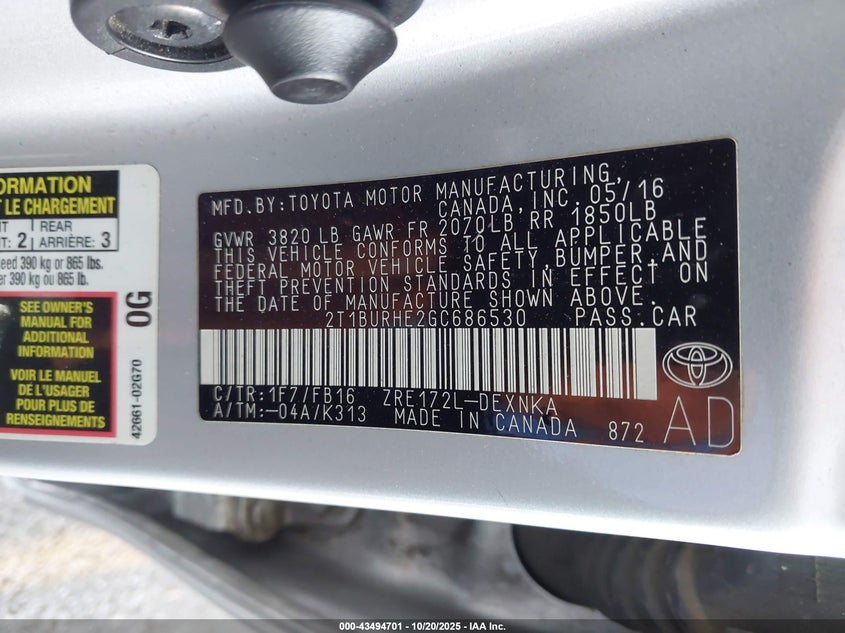 ORMATION
T LE CHARGEMENT
NT REAR
NT: 2 ARRIÈRE: 3
eed 390 kg or 865 lbs.
er 390 kg ou 865 lb.
SEE OWNER'S
MANUAL FOR
ADDITIONAL
INFORMATION
VOIR LE MANUEL
DE L'USAGER
POUR PLUS DE
RENSEIGNEMENTS
0G
42661-02G70
MFD.BY:TOYOTA MOTOR MANUFACTURING,
CANADA,INC.05/16
GVWR 3820 LB GAWR FR 2070LB RR 1850LB
THIS VEHICLE CONFORMS TO ALL APPLICABLE
FEDERAL MOTOR VEHICLE SAFETY, BUMPER,AND
THEFT PREVENTION STANDARDS IN EFFECT ON
THE DATE OF MANUFACTURE SHOWN ABOVE.
2T1BURHE2GC686530 PASS.CAR
C/TR:1F7/FB16 ZRE172L-DEXNKA
A/TM:-04A/K313 MADE IN CANADA 872
AD
000-43494701 - 10/20/2025 - IAA Inc.